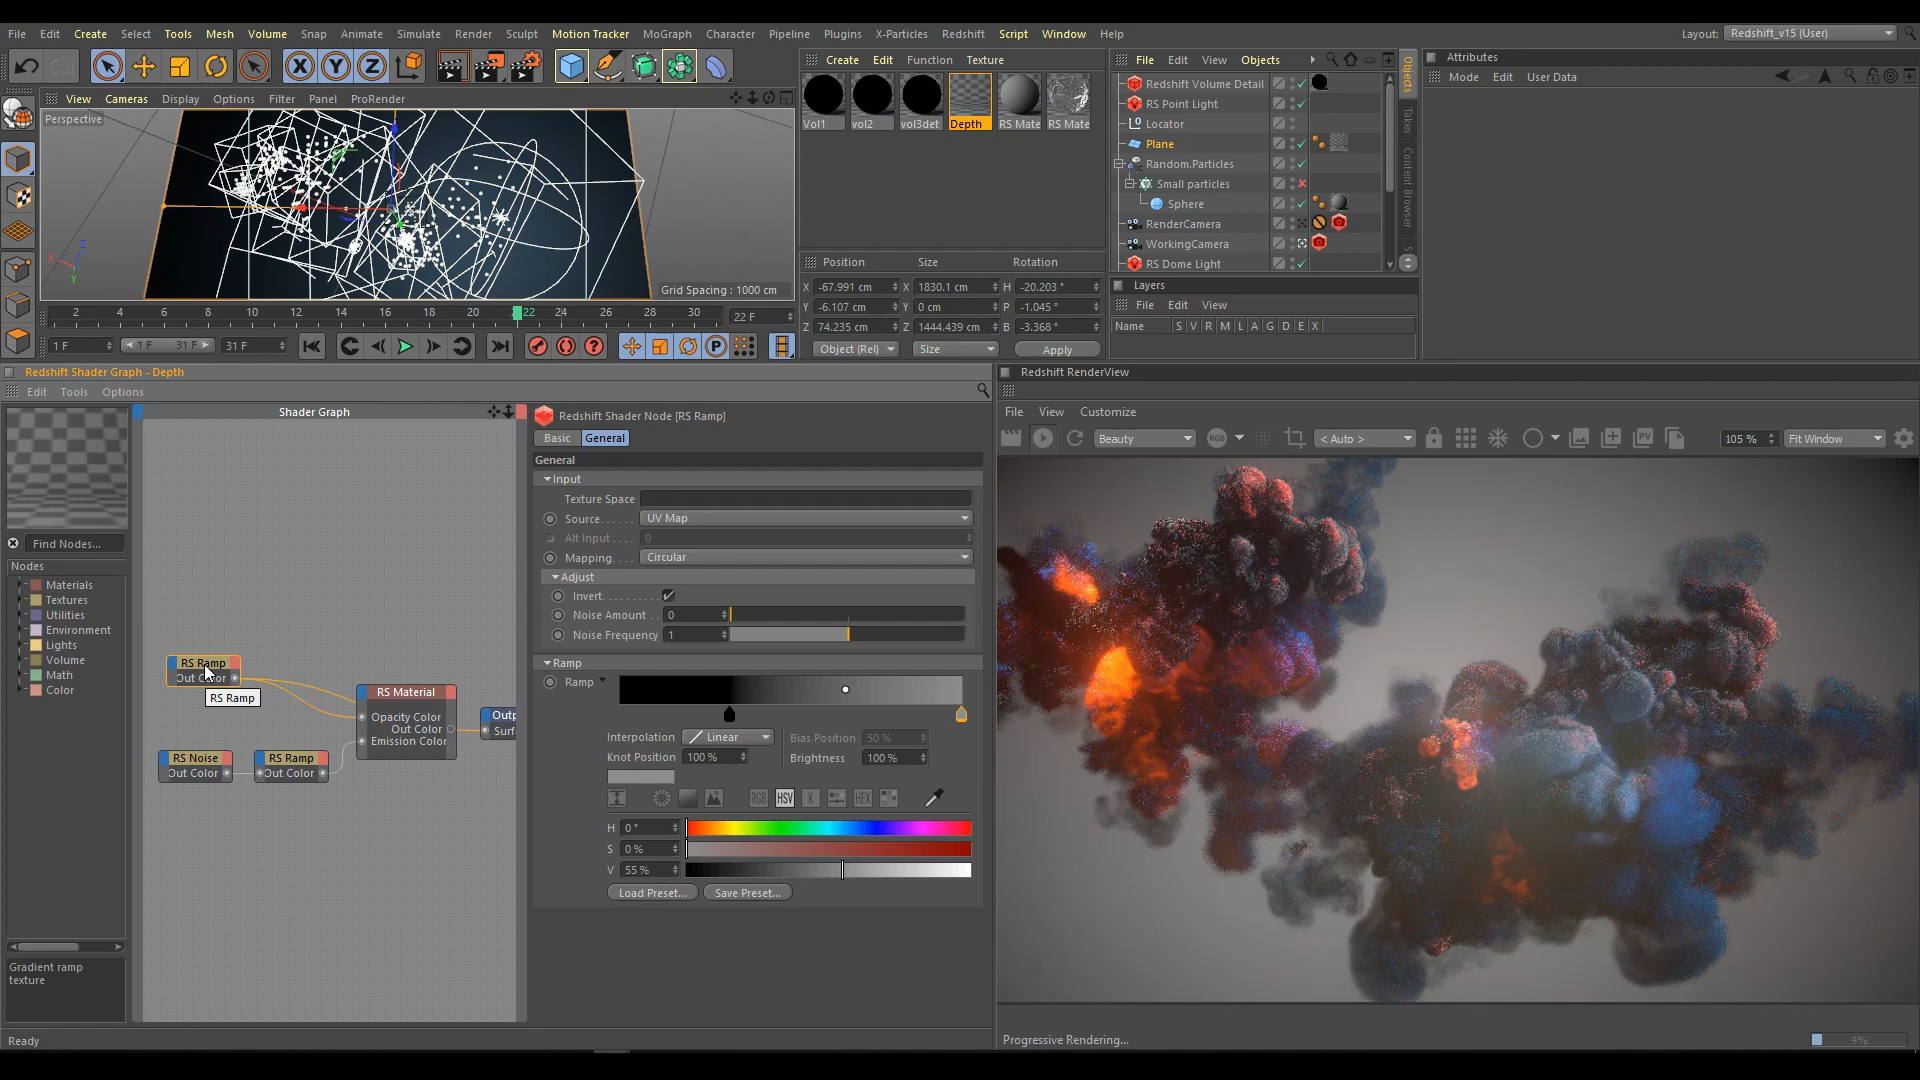 File Edit Create Select Tools Mesh Volume Snap Animate Simulate Render Sculpt Motion Tracker MoGraph Character Pipeline Plugins X-Particles Redshift Script Window Help
Layout: Redshift_v15 (User)
View Cameras Display Options Filter Panel ProRender
Perspective
X
Z
Y
Grid Spacing : 1000 cm
2 4 6 8 10 12 14 16 18 20 22 24 26 28 30
22 F
1 F
1 F 31 F
31 F
Create Edit Function Texture
Vol1 vol2 vol3det Depth RS Mate RS Mate
Position Size Rotation
X -67.991 cm X 1830.1 cm H -20.203 °
Y -6.107 cm Y 0 cm P -1.045 °
Z 74.235 cm Z 1444.439 cm B -3.368 °
Object (Rel) Size Apply
File Edit View Objects
Redshift Volume Detail
RS Point Light
Locator
Plane
Random.Particles
Small particles
Sphere
RenderCamera
WorkingCamera
RS Dome Light
Objects
Takes
Content Browser
Layers
File Edit View
Name S V R M L A G D E X
Attributes
Mode Edit User Data
Redshift Shader Graph - Depth
Edit Tools Options
Find Nodes...
Nodes
Materials
Textures
Utilities
Environment
Lights
Volume
Math
Color
Gradient ramp
texture
Shader Graph
RS Ramp
Out Color
RS Ramp
RS Material
Opacity Color
Out Color
Emission Color
Outp
Surf
RS Noise
Out Color
RS Ramp
Out Color
Redshift Shader Node [RS Ramp]
Basic General
General
Input
Texture Space
Source...... UV Map
Alt Input.... 0
Mapping.... Circular
Adjust
Invert.........
Noise Amount . . 0
Noise Frequency 1
Ramp
Ramp
Interpolation Linear Bias Position 50 %
Knot Position 100 % Brightness 100 %
RGB HSV K HEX
H 0 °
S 0 %
V 55 %
Load Preset... Save Preset...
Ready
Redshift RenderView
File View Customize
Beauty RGB < Auto > PV 105 % Fit Window
Progressive Rendering...
4%